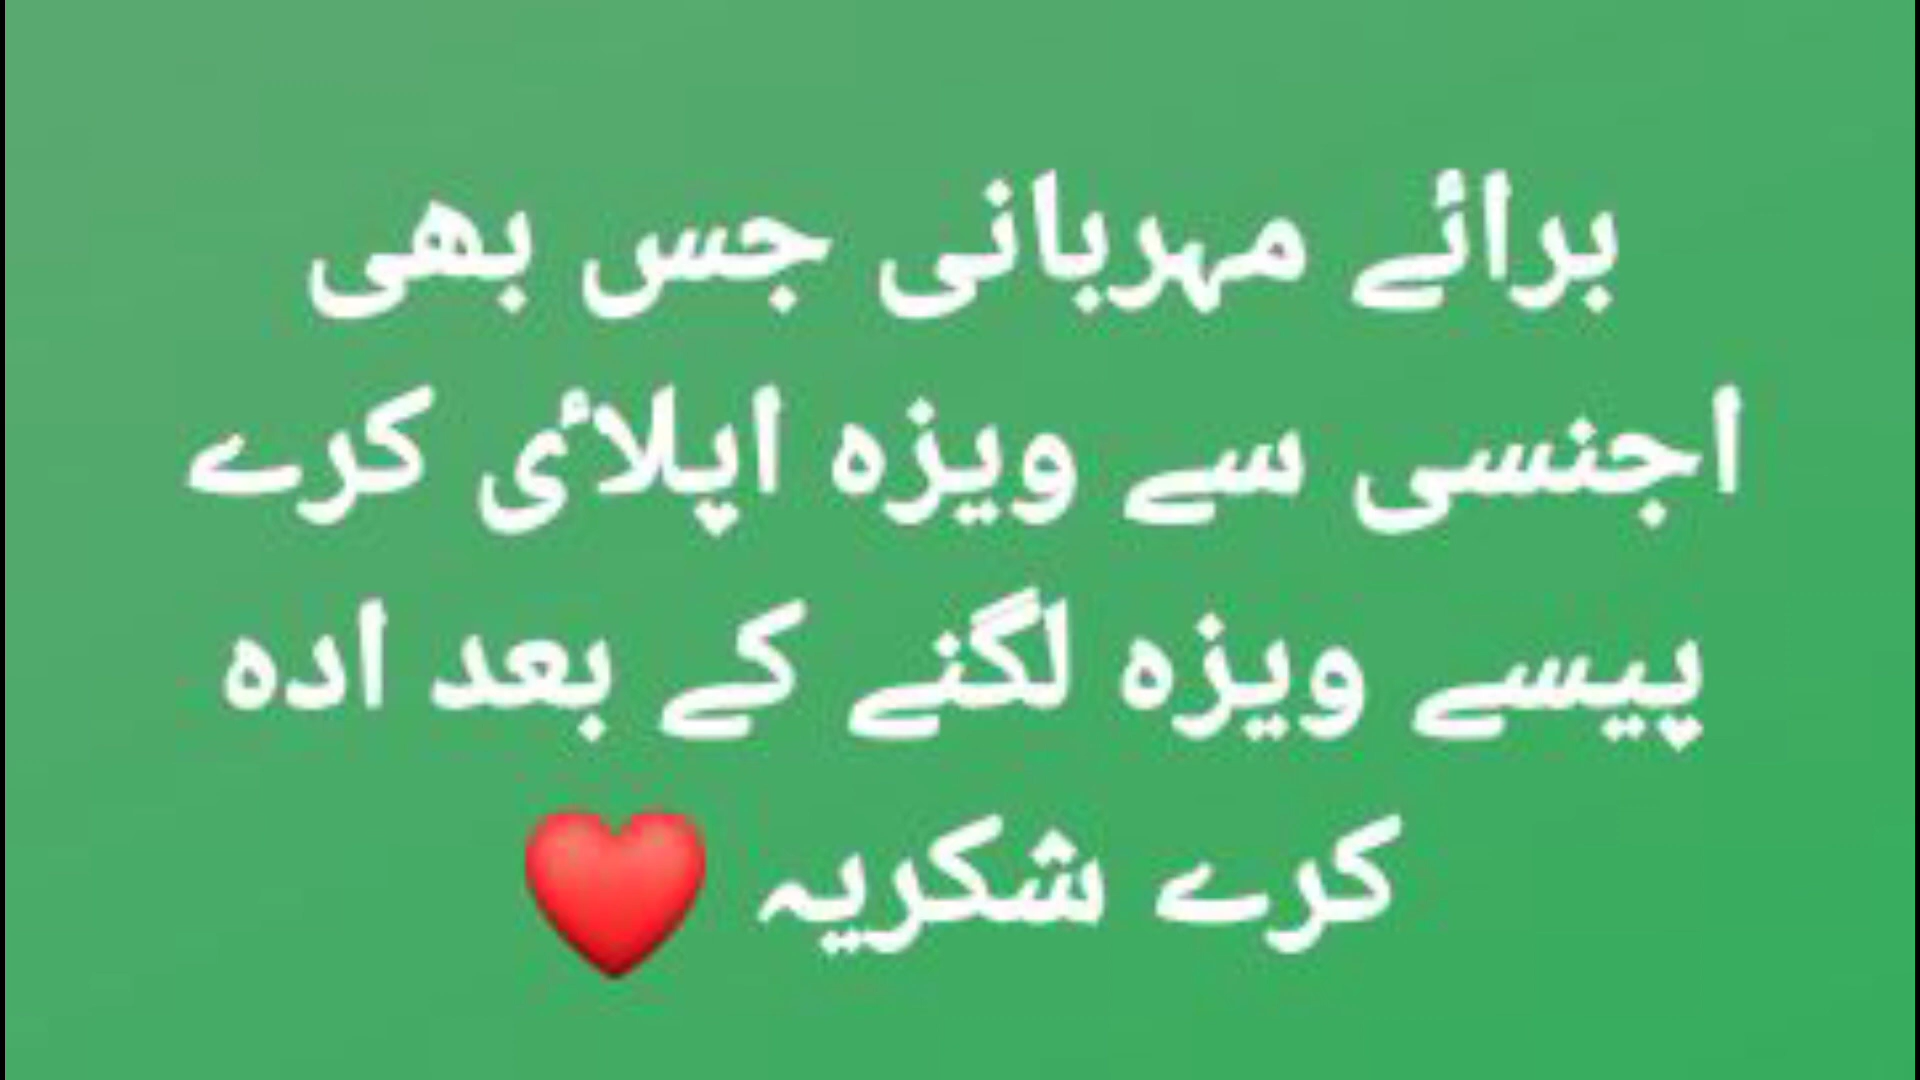 برائے مہربانی جس بھی
اجنسی سے ویزہ اپلائی کرے
پیسے ویزہ لگنے کے بعد ادہ
کرے شکریہ ❤️